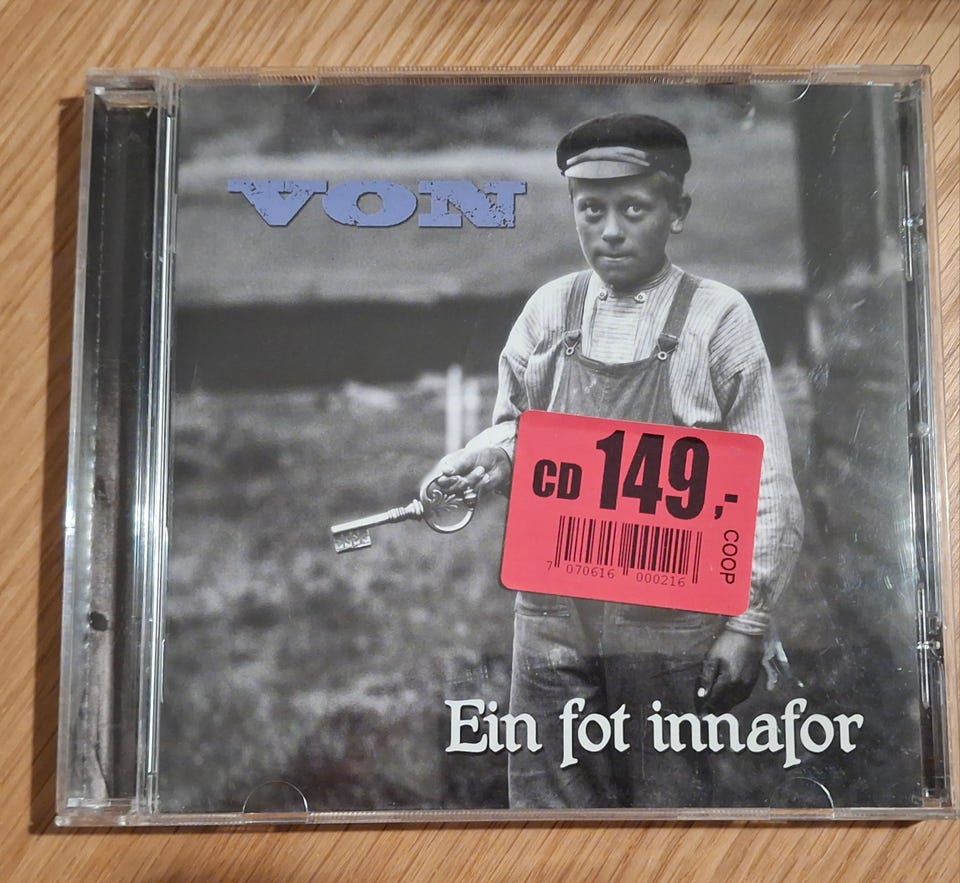 VON
CD 149,-
COOP
7 070616 000216
Ein fot innafor